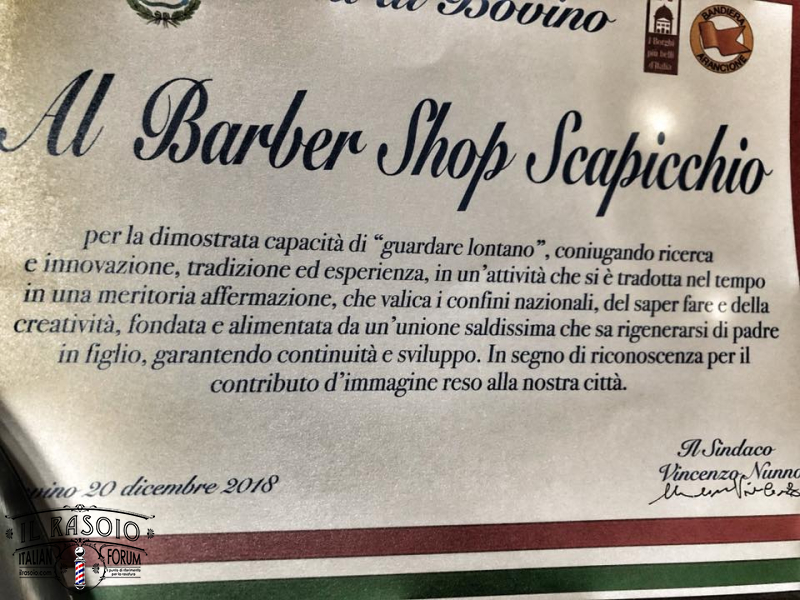 di Bovino
I Borghi
più belli
d'Italia
BANDIERA
ARANCIONE
Al Barber Shop Scapicchio
per la dimostrata capacità di “guardare lontano”, coniugando ricerca
e innovazione, tradizione ed esperienza, in un’attività che si è tradotta nel tempo
in una meritoria affermazione, che valica i confini nazionali, del saper fare e della
creatività, fondata e alimentata da un’unione saldissima che sa rigenerarsi di padre
in figlio, garantendo continuità e sviluppo. In segno di riconoscenza per il
contributo d’immagine reso alla nostra città.
Il Sindaco
Vincenzo Nunno
20 dicembre 2018
IL RASOIO
ITALIAN FORUM